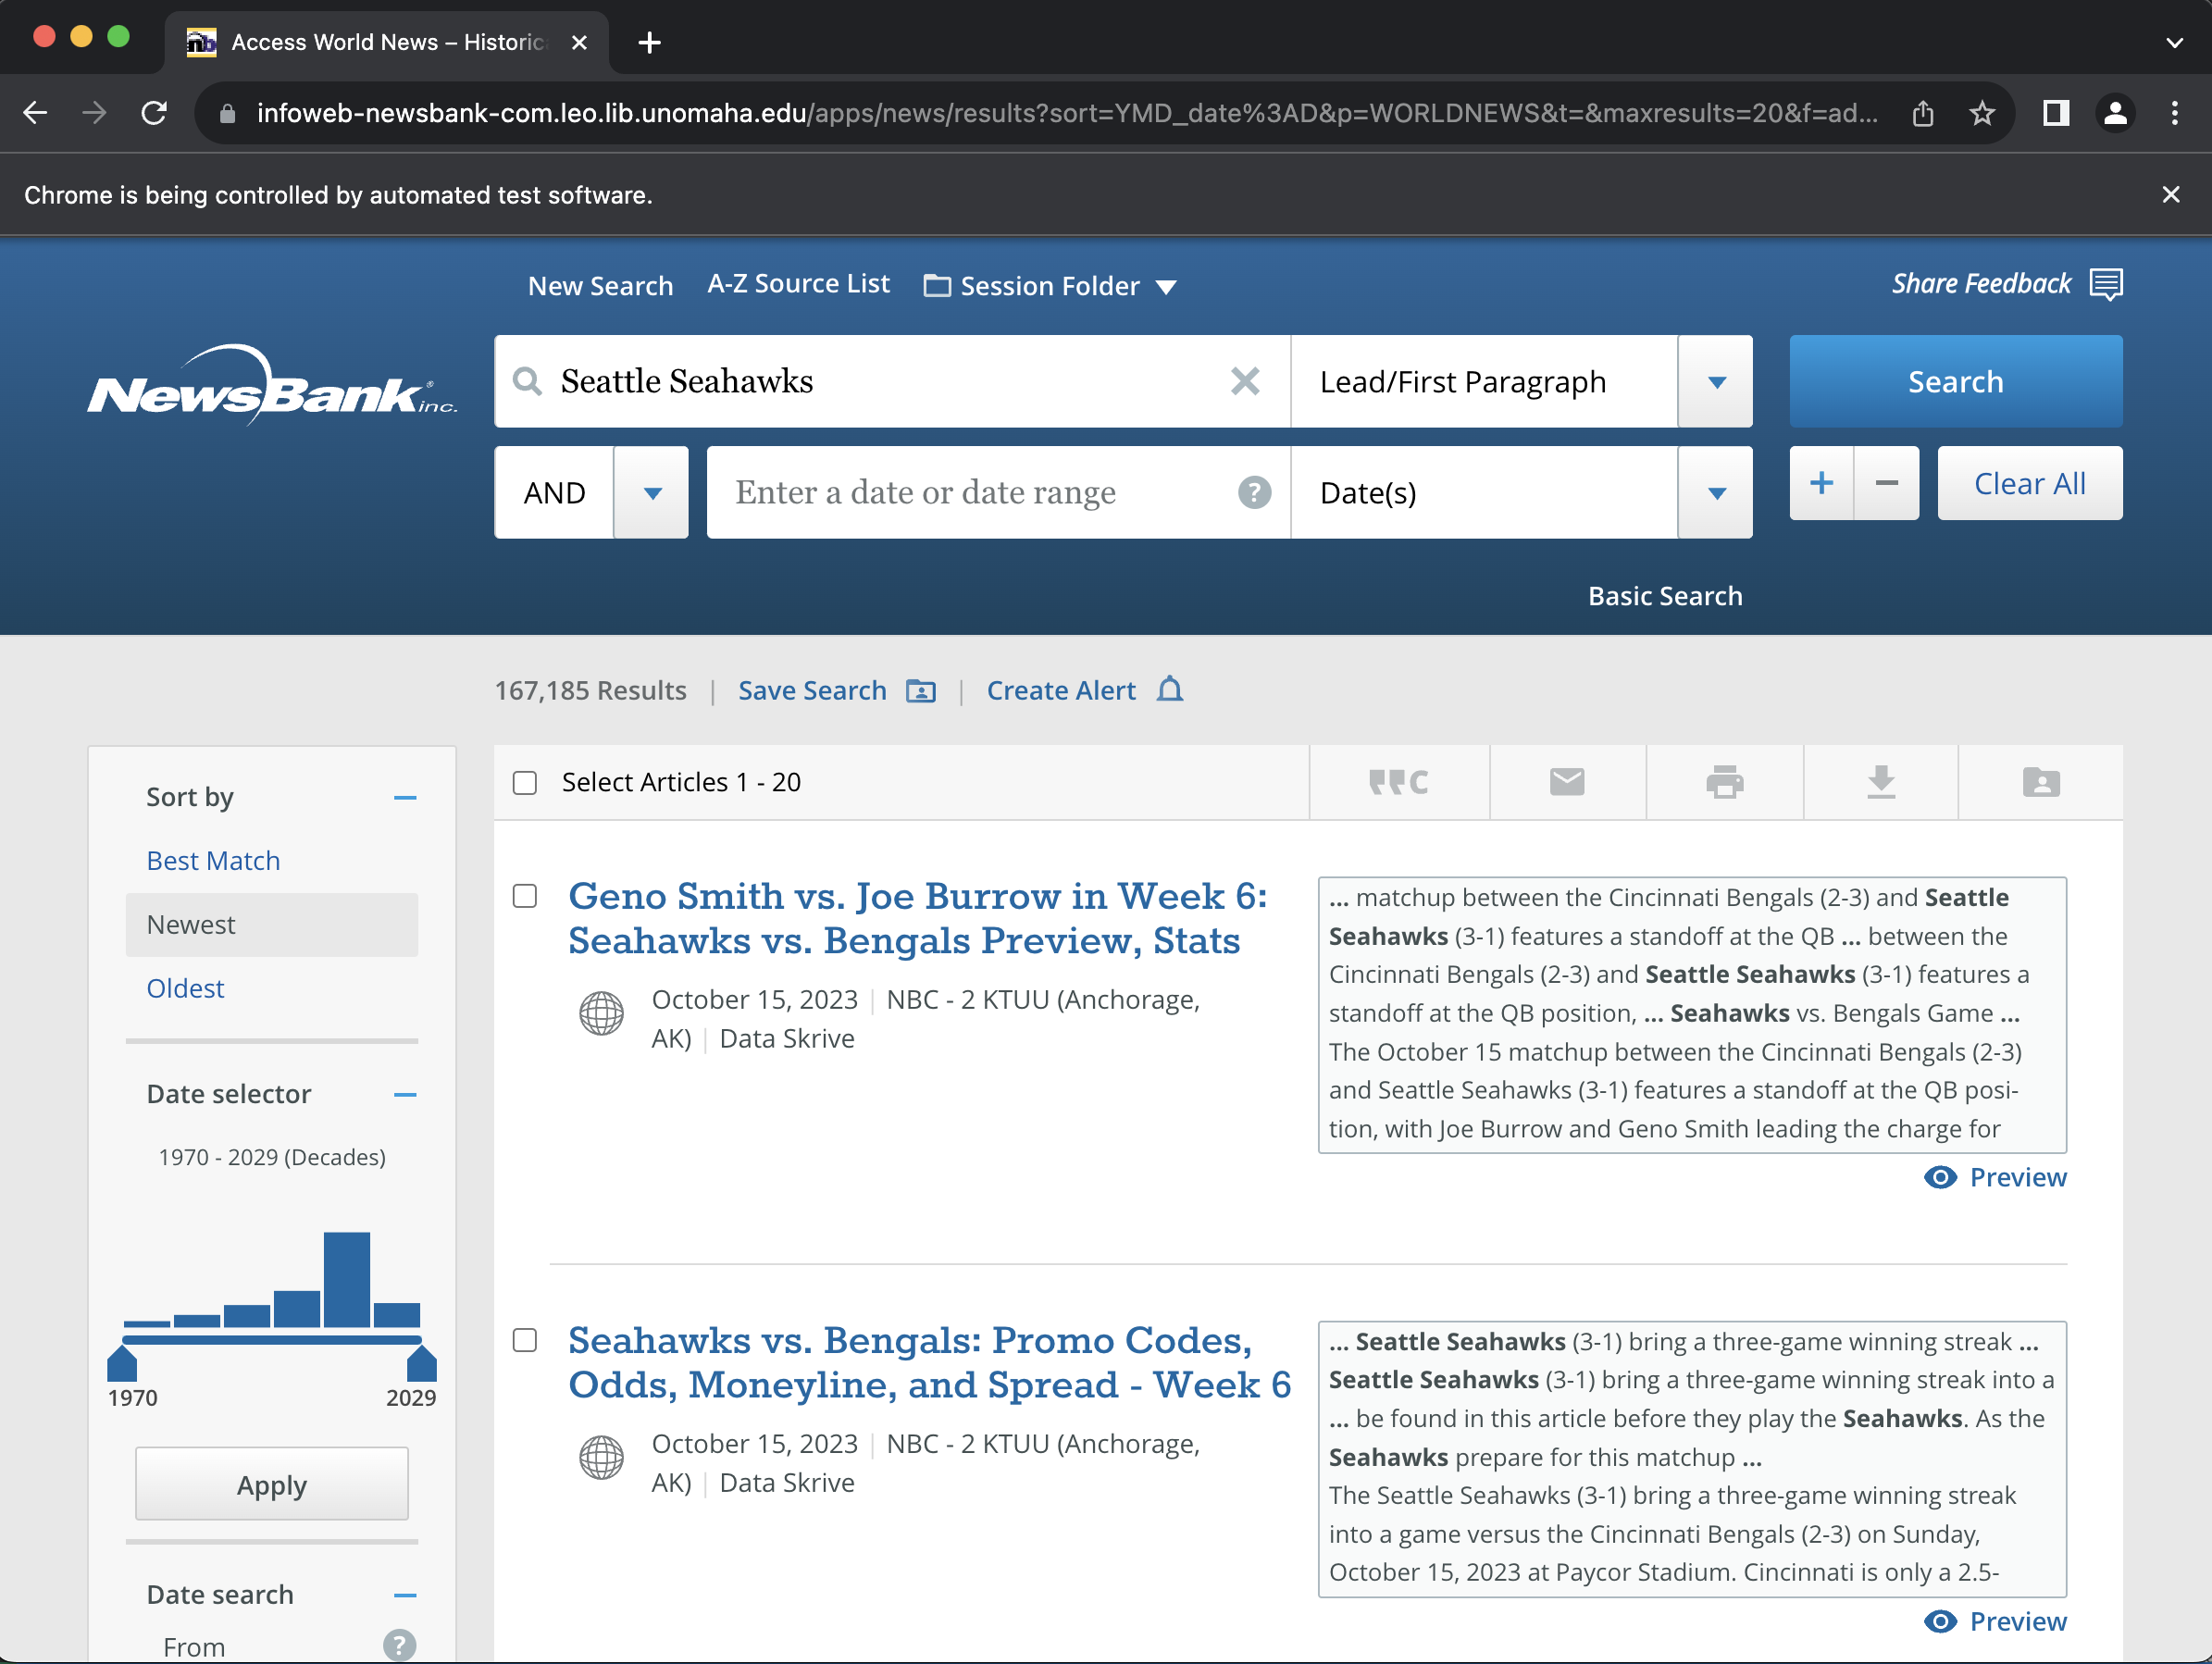 Access World News – Historic
infoweb-newsbank-com.leo.lib.unomaha.edu/apps/news/results?sort=YMD_date%3AD&p=WORLDNEWS&t=&maxresults=20&f=ad...
Chrome is being controlled by automated test software.
New Search
A-Z Source List
Session Folder
Share Feedback
NewsBank® inc.
Seattle Seahawks
Lead/First Paragraph
Search
AND
Enter a date or date range
?
Date(s)
+
−
Clear All
Basic Search
167,185 Results | Save Search | Create Alert
Sort by
Best Match
Newest
Oldest
Date selector
1970 - 2029 (Decades)
1970
2029
Apply
Date search
From
?
Select Articles 1 - 20
C
Geno Smith vs. Joe Burrow in Week 6:
Seahawks vs. Bengals Preview, Stats
October 15, 2023 | NBC - 2 KTUU (Anchorage,
AK) | Data Skrive
... matchup between the Cincinnati Bengals (2-3) and Seattle
Seahawks (3-1) features a standoff at the QB ... between the
Cincinnati Bengals (2-3) and Seattle Seahawks (3-1) features a
standoff at the QB position, ... Seahawks vs. Bengals Game ...
The October 15 matchup between the Cincinnati Bengals (2-3)
and Seattle Seahawks (3-1) features a standoff at the QB posi-
tion, with Joe Burrow and Geno Smith leading the charge for
Preview
Seahawks vs. Bengals: Promo Codes,
Odds, Moneyline, and Spread - Week 6
October 15, 2023 | NBC - 2 KTUU (Anchorage,
AK) | Data Skrive
... Seattle Seahawks (3-1) bring a three-game winning streak ...
Seattle Seahawks (3-1) bring a three-game winning streak into a
... be found in this article before they play the Seahawks. As the
Seahawks prepare for this matchup ...
The Seattle Seahawks (3-1) bring a three-game winning streak
into a game versus the Cincinnati Bengals (2-3) on Sunday,
October 15, 2023 at Paycor Stadium. Cincinnati is only a 2.5-
Preview